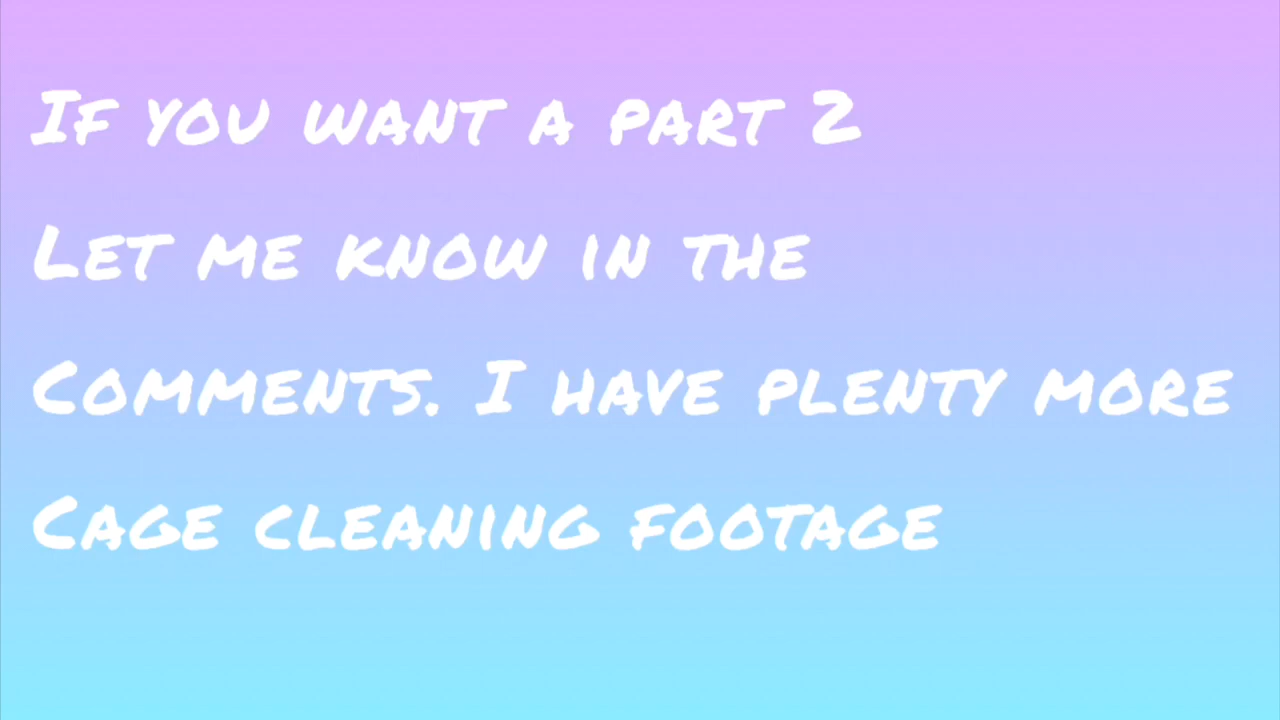 If you want a part 2
Let me know in the
Comments. I have plenty more
Cage cleaning footage